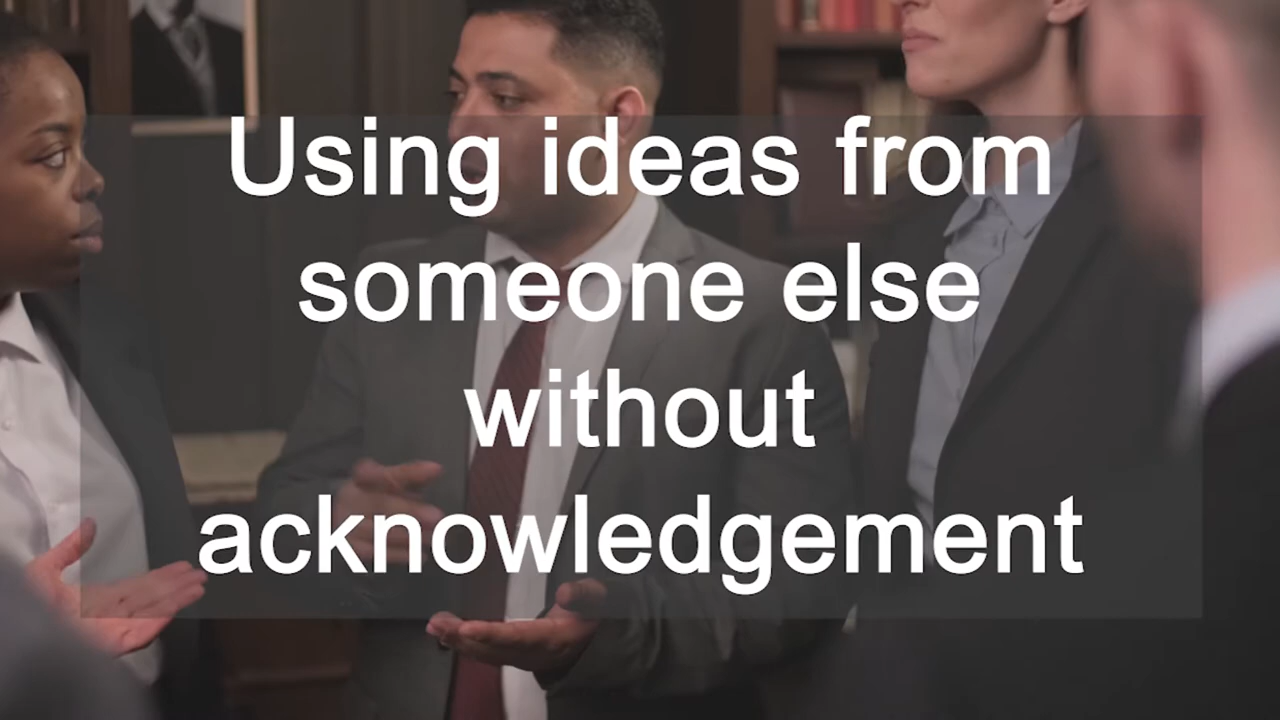 Using ideas from
someone else
without
acknowledgement